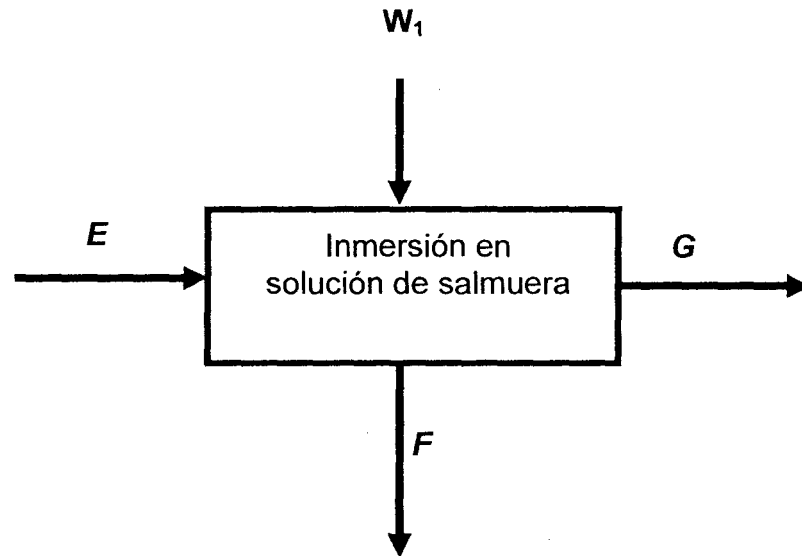 W₁
E
Inmersión en
solución de salmuera
G
F